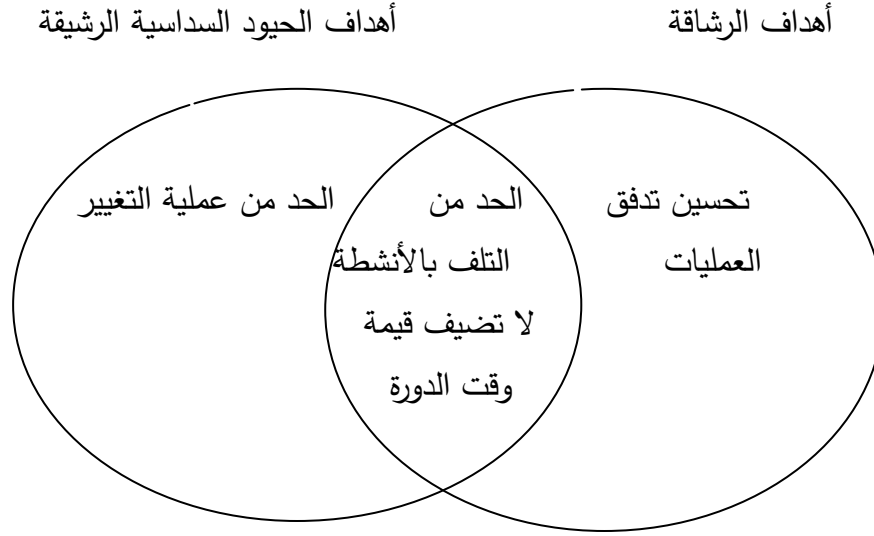 أهداف الرشاقة
أهداف الحيود السداسية الرشيقة
تحسين تدفق
العمليات
الحد من
التلف بالأنشطة
لا تضيف قيمة
وقت الدورة
الحد من عملية التغيير